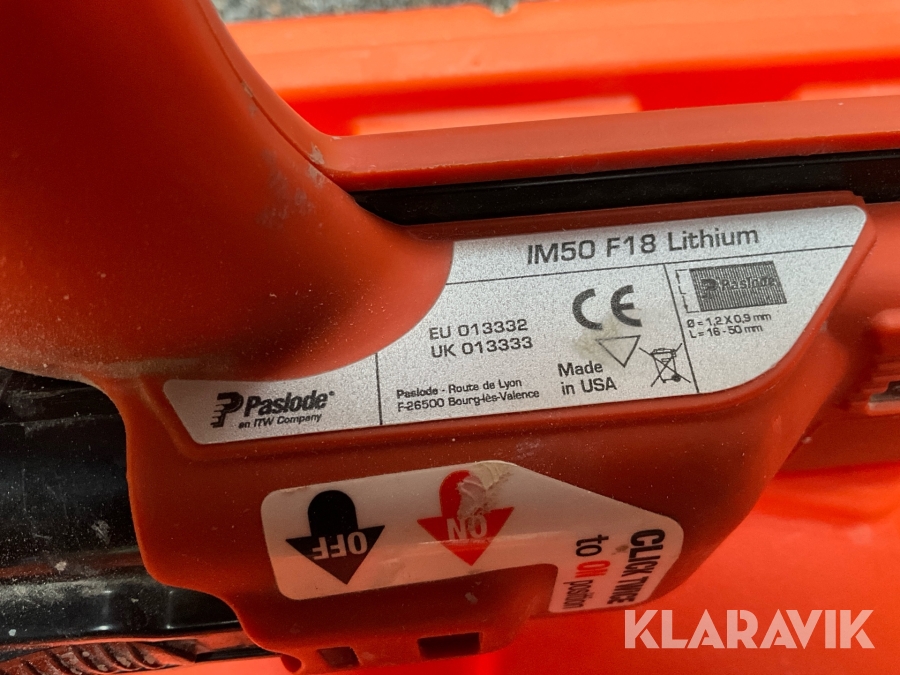 IM50 F18 Lithium
EU 013332
UK 013333
CE
Made
in USA
Paslode
Ø = 1,2 X 0,9 mm
L = 16 - 50 mm
Paslode®
an ITW Company
Paslode - Route de Lyon
F-26500 Bourg-lès-Valence
OFF
ON
CLICK TWICE
to ON position
KLARAVIK